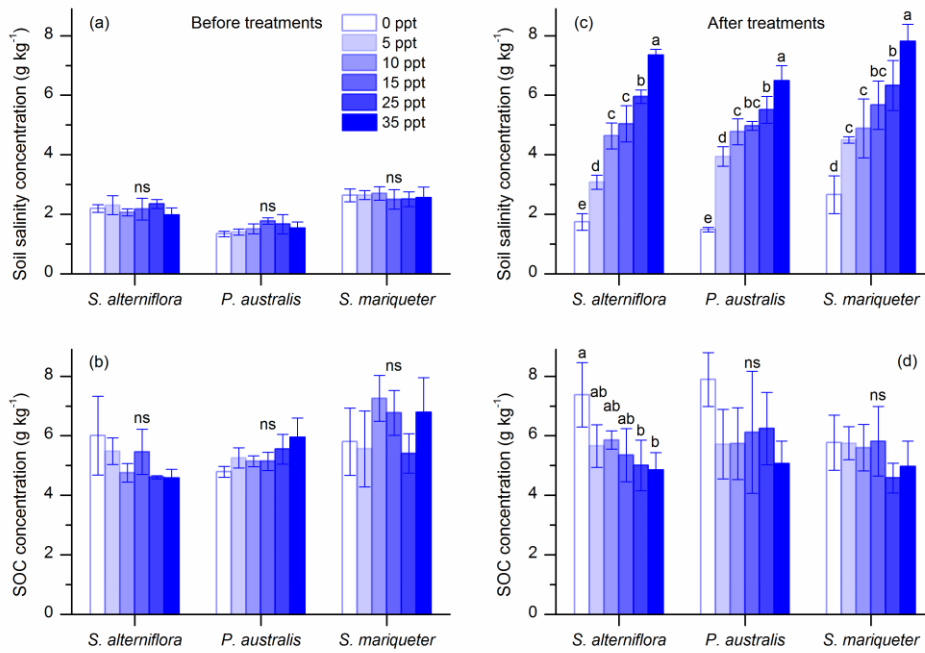 (a)
Before treatments
0 ppt
5 ppt
10 ppt
15 ppt
25 ppt
35 ppt
Soil salinity concentration (g kg⁻¹)
8
6
4
2
0
ns
ns
ns
S. alterniflora
P. australis
S. mariqueter
(c)
After treatments
Soil salinity concentration (g kg⁻¹)
8
6
4
2
0
e
d
c
c
b
a
e
d
c
bc
b
a
d
c
c
bc
b
a
S. alterniflora
P. australis
S. mariqueter
(b)
SOC concentration (g kg⁻¹)
8
6
4
2
0
ns
ns
ns
S. alterniflora
P. australis
S. mariqueter
(d)
SOC concentration (g kg⁻¹)
8
6
4
2
0
a
ab
ab
ab
b
b
ns
ns
S. alterniflora
P. australis
S. mariqueter